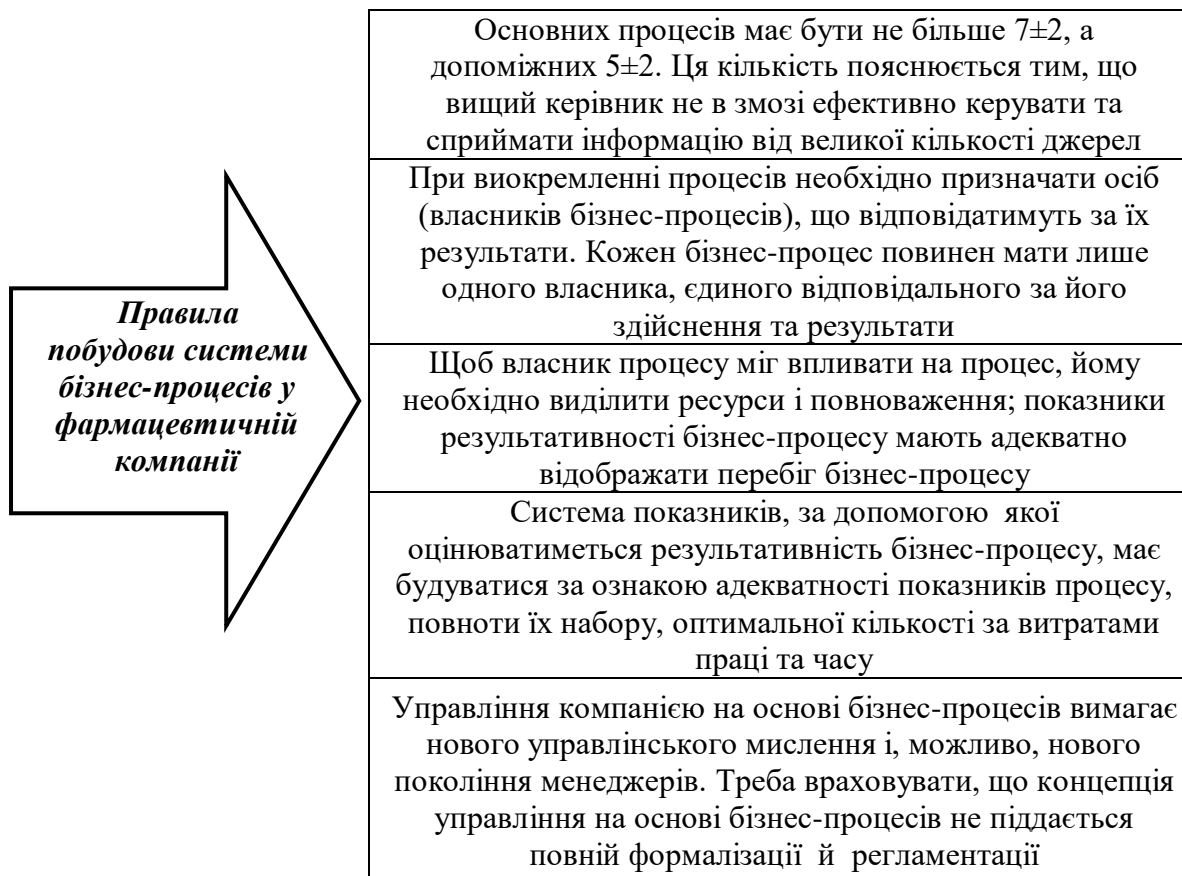 Правила
побудови системи
бізнес-процесів у
фармацевтичній
компанії
Основних процесів має бути не більше 7±2, а
допоміжних 5±2. Ця кількість пояснюється тим, що
вищий керівник не в змозі ефективно керувати та
сприймати інформацію від великої кількості джерел
При виокремленні процесів необхідно призначати осіб
(власників бізнес-процесів), що відповідатимуть за їх
результати. Кожен бізнес-процес повинен мати лише
одного власника, єдиного відповідального за його
здійснення та результати
Щоб власник процесу міг впливати на процес, йому
необхідно виділити ресурси і повноваження; показники
результативності бізнес-процесу мають адекватно
відображати перебіг бізнес-процесу
Система показників, за допомогою якої
оцінюватиметься результативність бізнес-процесу, має
будуватися за ознакою адекватності показників процесу,
повноти їх набору, оптимальної кількості за витратами
праці та часу
Управління компанією на основі бізнес-процесів вимагає
нового управлінського мислення і, можливо, нового
покоління менеджерів. Треба враховувати, що концепція
управління на основі бізнес-процесів не піддається
повній формалізації й регламентації